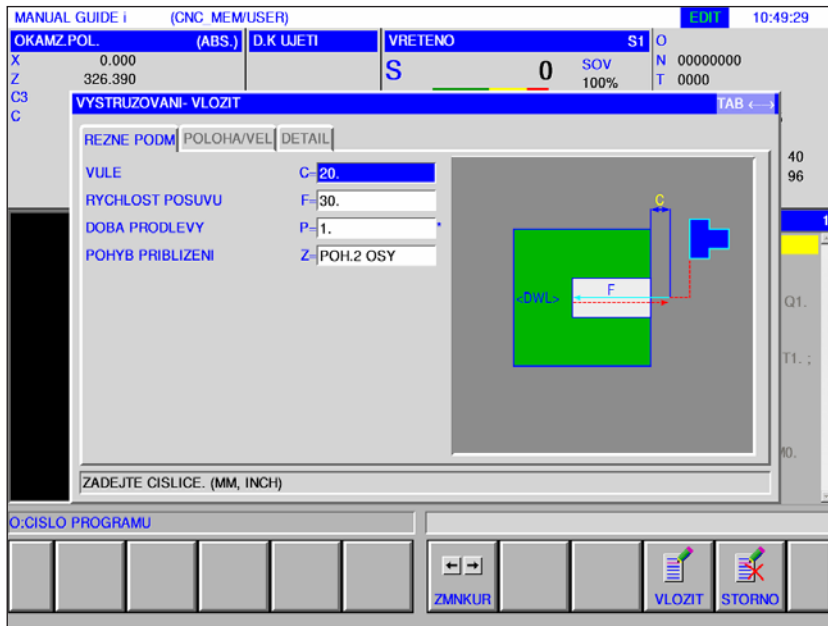 MANUAL GUIDE i (CNC_MEM/USER) EDIT 10:49:29
OKAMZ.POL. (ABS.) D.K UJETI VRETENO S1 O
X 0.000 S 0 SOV 100% N 00000000
Z 326.390 T 0000
C3
C
VYSTRUZOVANI- VLOZIT TAB ←→
REZNE PODM POLOHA/VEL DETAIL
VULE C=20.
RYCHLOST POSUVU F=30.
DOBA PRODLEVY P=1. *
POHYB PRIBLIZENI Z=POH.2 OSY
C
<DWL> F
40
96
1
Q1.
T1. ;
M0.
ZADEJTE CISLICE. (MM, INCH)
O:CISLO PROGRAMU
←→
ZMNKUR VLOZIT STORNO